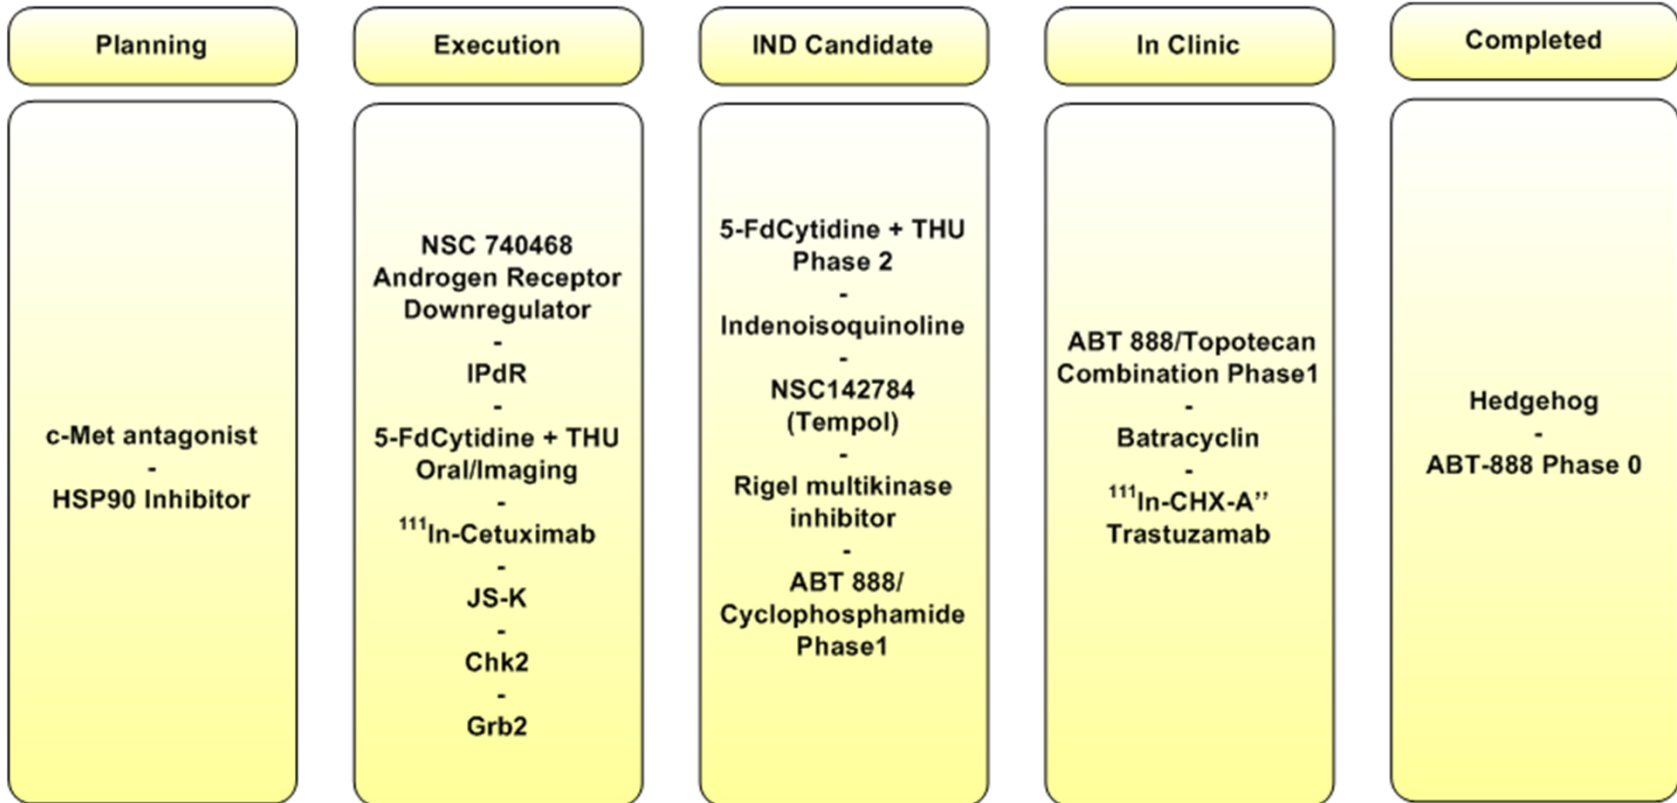 Planning
Execution
IND Candidate
In Clinic
Completed
c-Met antagonist
-
HSP90 Inhibitor
NSC 740468
Androgen Receptor
Downregulator
-
IPdR
-
5-FdCytidine + THU
Oral/Imaging
-
¹¹¹In-Cetuximab
-
JS-K
-
Chk2
-
Grb2
5-FdCytidine + THU
Phase 2
-
Indenoisoquinoline
-
NSC142784
(Tempol)
-
Rigel multikinase
inhibitor
-
ABT 888/
Cyclophosphamide
Phase1
ABT 888/Topotecan
Combination Phase1
-
Batracyclin
-
¹¹¹In-CHX-A’’
Trastuzamab
Hedgehog
-
ABT-888 Phase 0